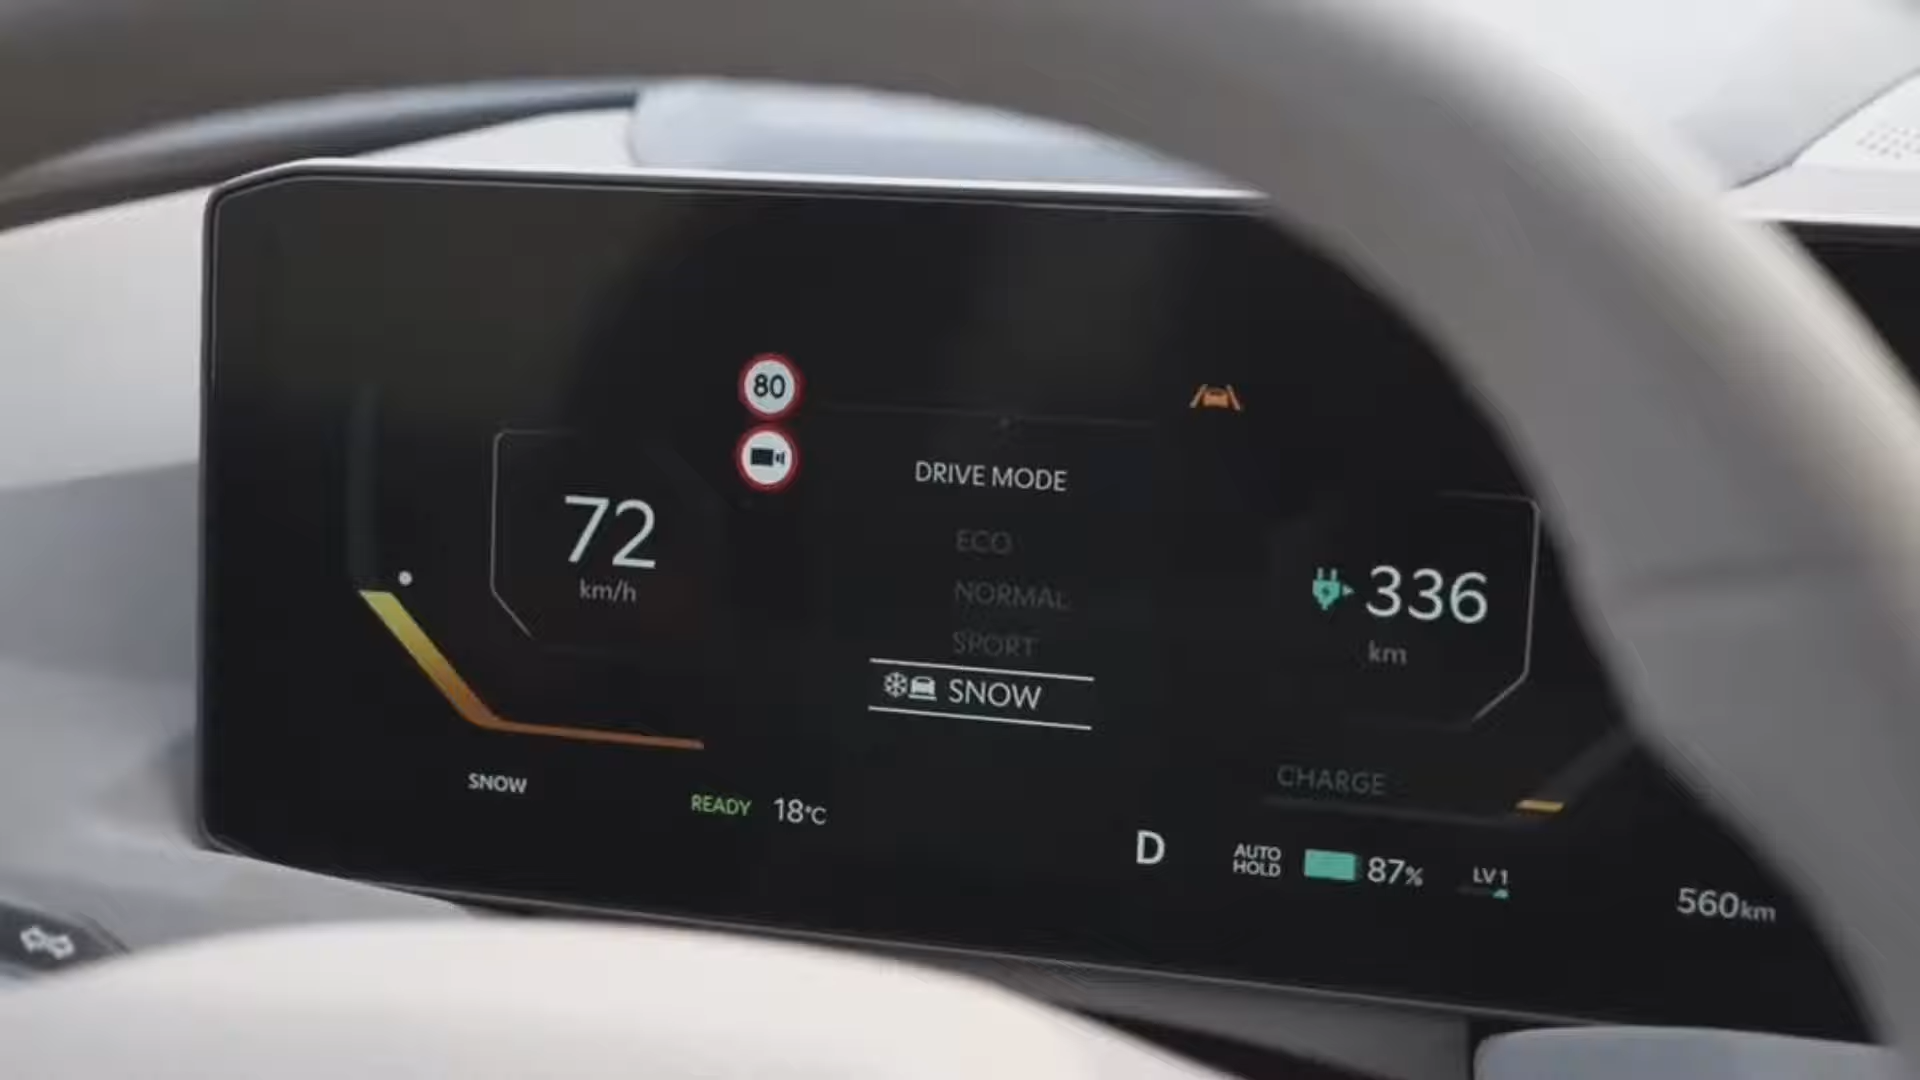 80
DRIVE MODE
72
km/h
ECO
NORMAL
SPORT
SNOW
336
km
CHARGE
SNOW
READY 18°C
D
AUTO
HOLD
87%
LV1
560km